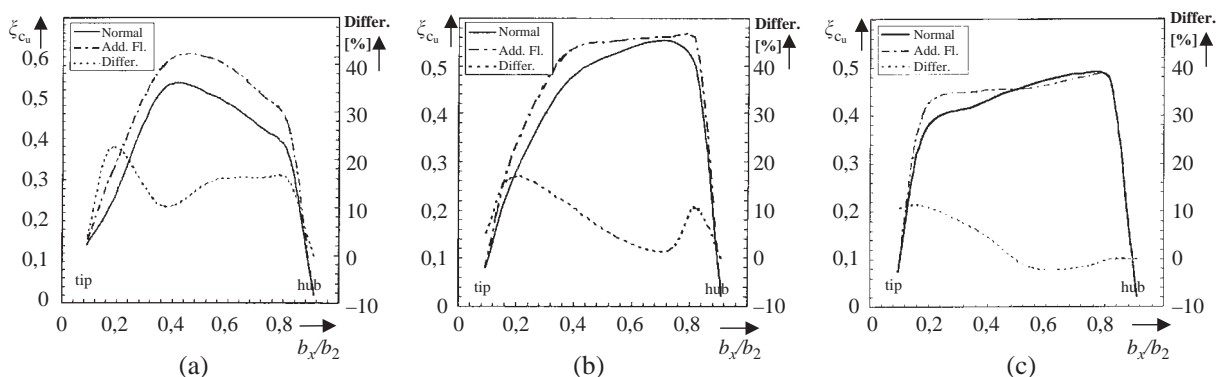 ξcu
Normal
Add. Fl.
Differ.
Differ.
[%]
0,6
0,5
0,4
0,3
0,2
0,1
0
40
30
20
10
0
–10
tip
hub
0
0,2
0,4
0,6
0,8
bx/b2
(a)
ξcu
Normal
Add. Fl.
Differ.
Differ.
[%]
0,5
0,4
0,3
0,2
0,1
0
40
30
20
10
0
–10
tip
hub
0
0,2
0,4
0,6
0,8
bx/b2
(b)
ξcu
Normal
Add. Fl.
Differ.
Differ.
[%]
0,5
0,4
0,3
0,2
0,1
0
40
30
20
10
0
–10
tip
hub
0
0,2
0,4
0,6
0,8
bx/b2
(c)